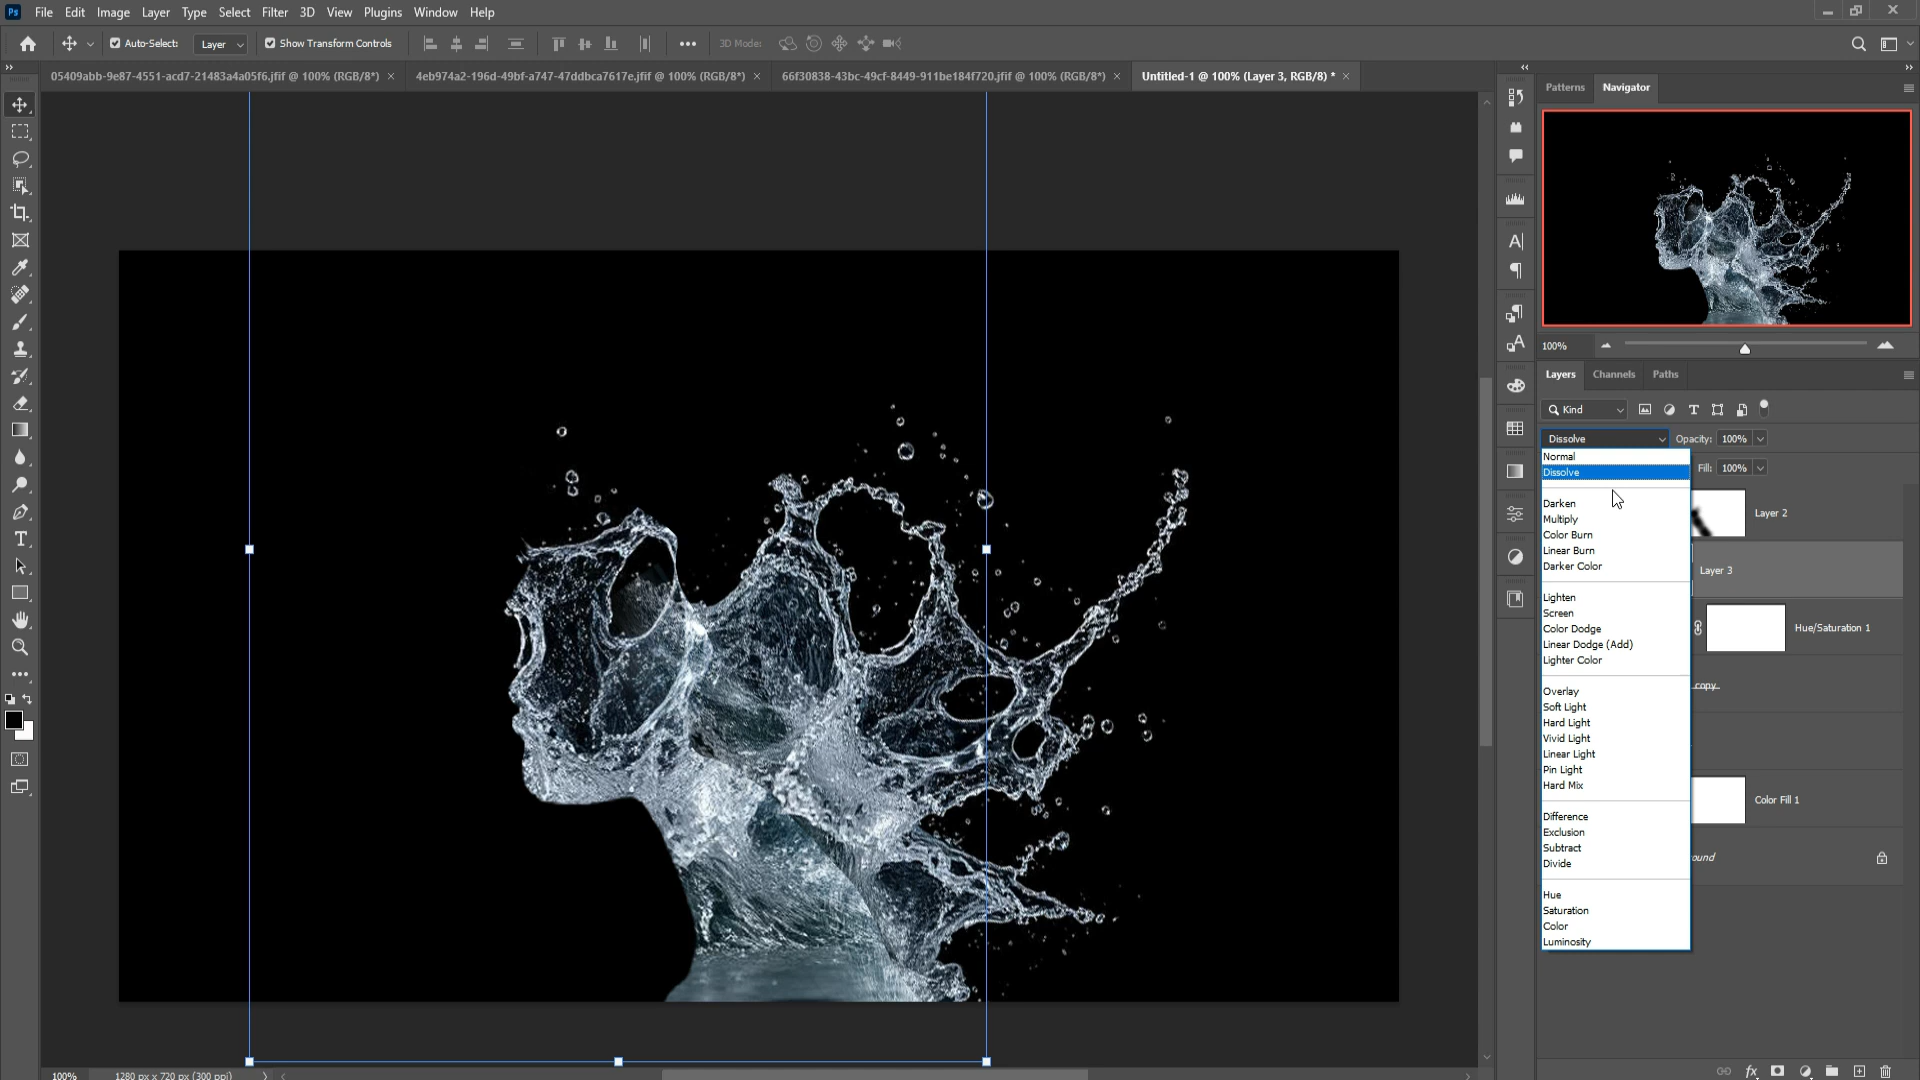 Ps File Edit Image Layer Type Select Filter 3D View Plugins Window Help
Auto-Select: Layer Show Transform Controls 3D Mode:
05409abb-9e87-4551-acd7-21483a4a05f6.jfif @ 100% (RGB/8*) × 4eb974a2-196d-49bf-a747-47ddbca7617e.jfif @ 100% (RGB/8*) × 66f30838-43bc-49cf-8449-911be184f720.jfif @ 100% (RGB/8*) × Untitled-1 @ 100% (Layer 3, RGB/8) * ×
Patterns Navigator
100%
Layers Channels Paths
Kind
Dissolve Opacity: 100%
Normal
Dissolve Fill: 100%
Darken
Multiply Layer 2
Color Burn
Linear Burn
Darker Color Layer 3
Lighten
Screen
Color Dodge Hue/Saturation 1
Linear Dodge (Add)
Lighter Color
Overlay copy
Soft Light
Hard Light
Vivid Light
Linear Light
Pin Light
Hard Mix
Color Fill 1
Difference
Exclusion
Subtract
Divide ound
Hue
Saturation
Color
Luminosity
fx
100% 1280 px x 720 px (300 ppi)